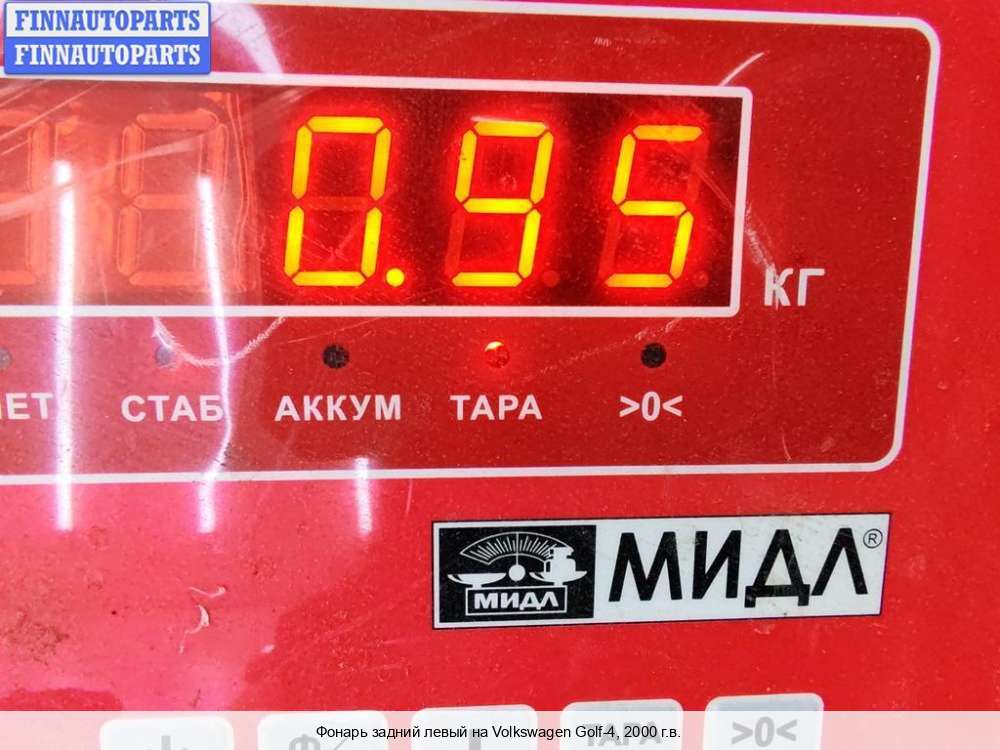 FINNAUTOPARTS
FINNAUTOPARTS
0.95
КГ
СТАБ АККУМ ТАРА >0<
МИДЛ
МИДЛ®
ТАРА >0<
Фонарь задний левый на Volkswagen Golf-4, 2000 г.в.